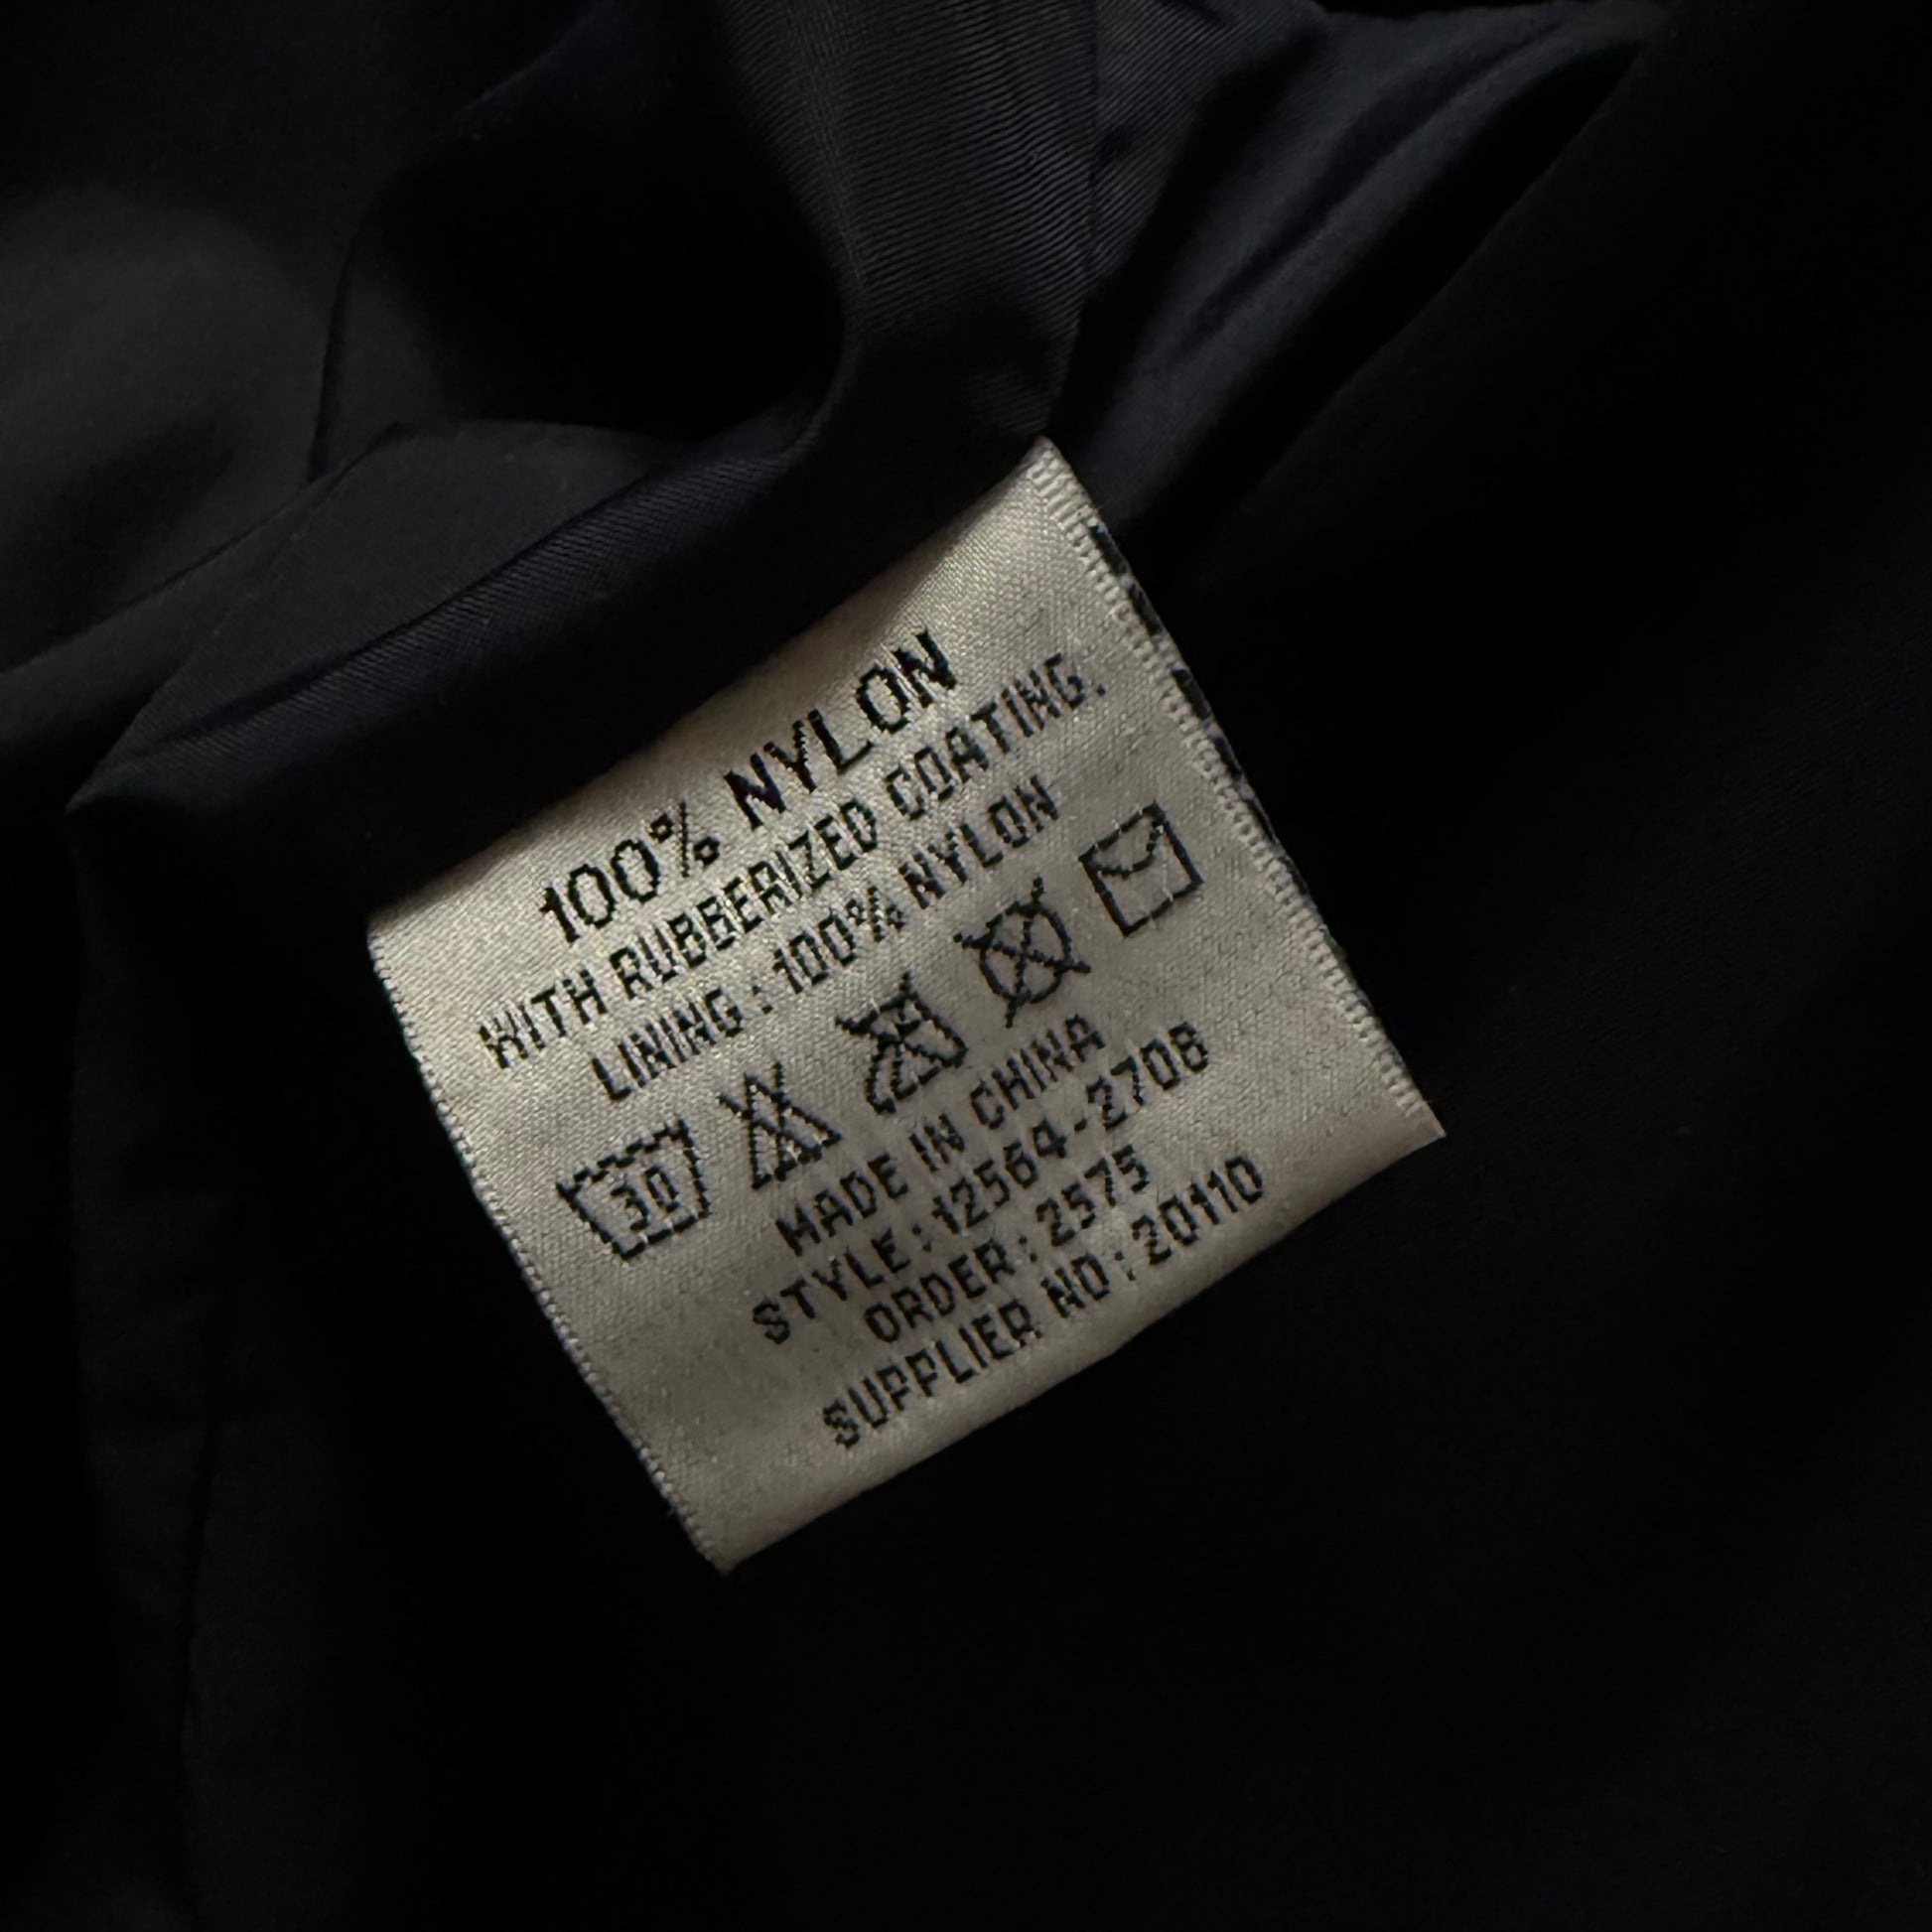 100% NYLON
WITH RUBBERIZED COATING.
LINING : 100% NYLON
30
MADE IN CHINA
STYLE : 12564-2708
ORDER : 2575
SUPPLIER NO : 20110